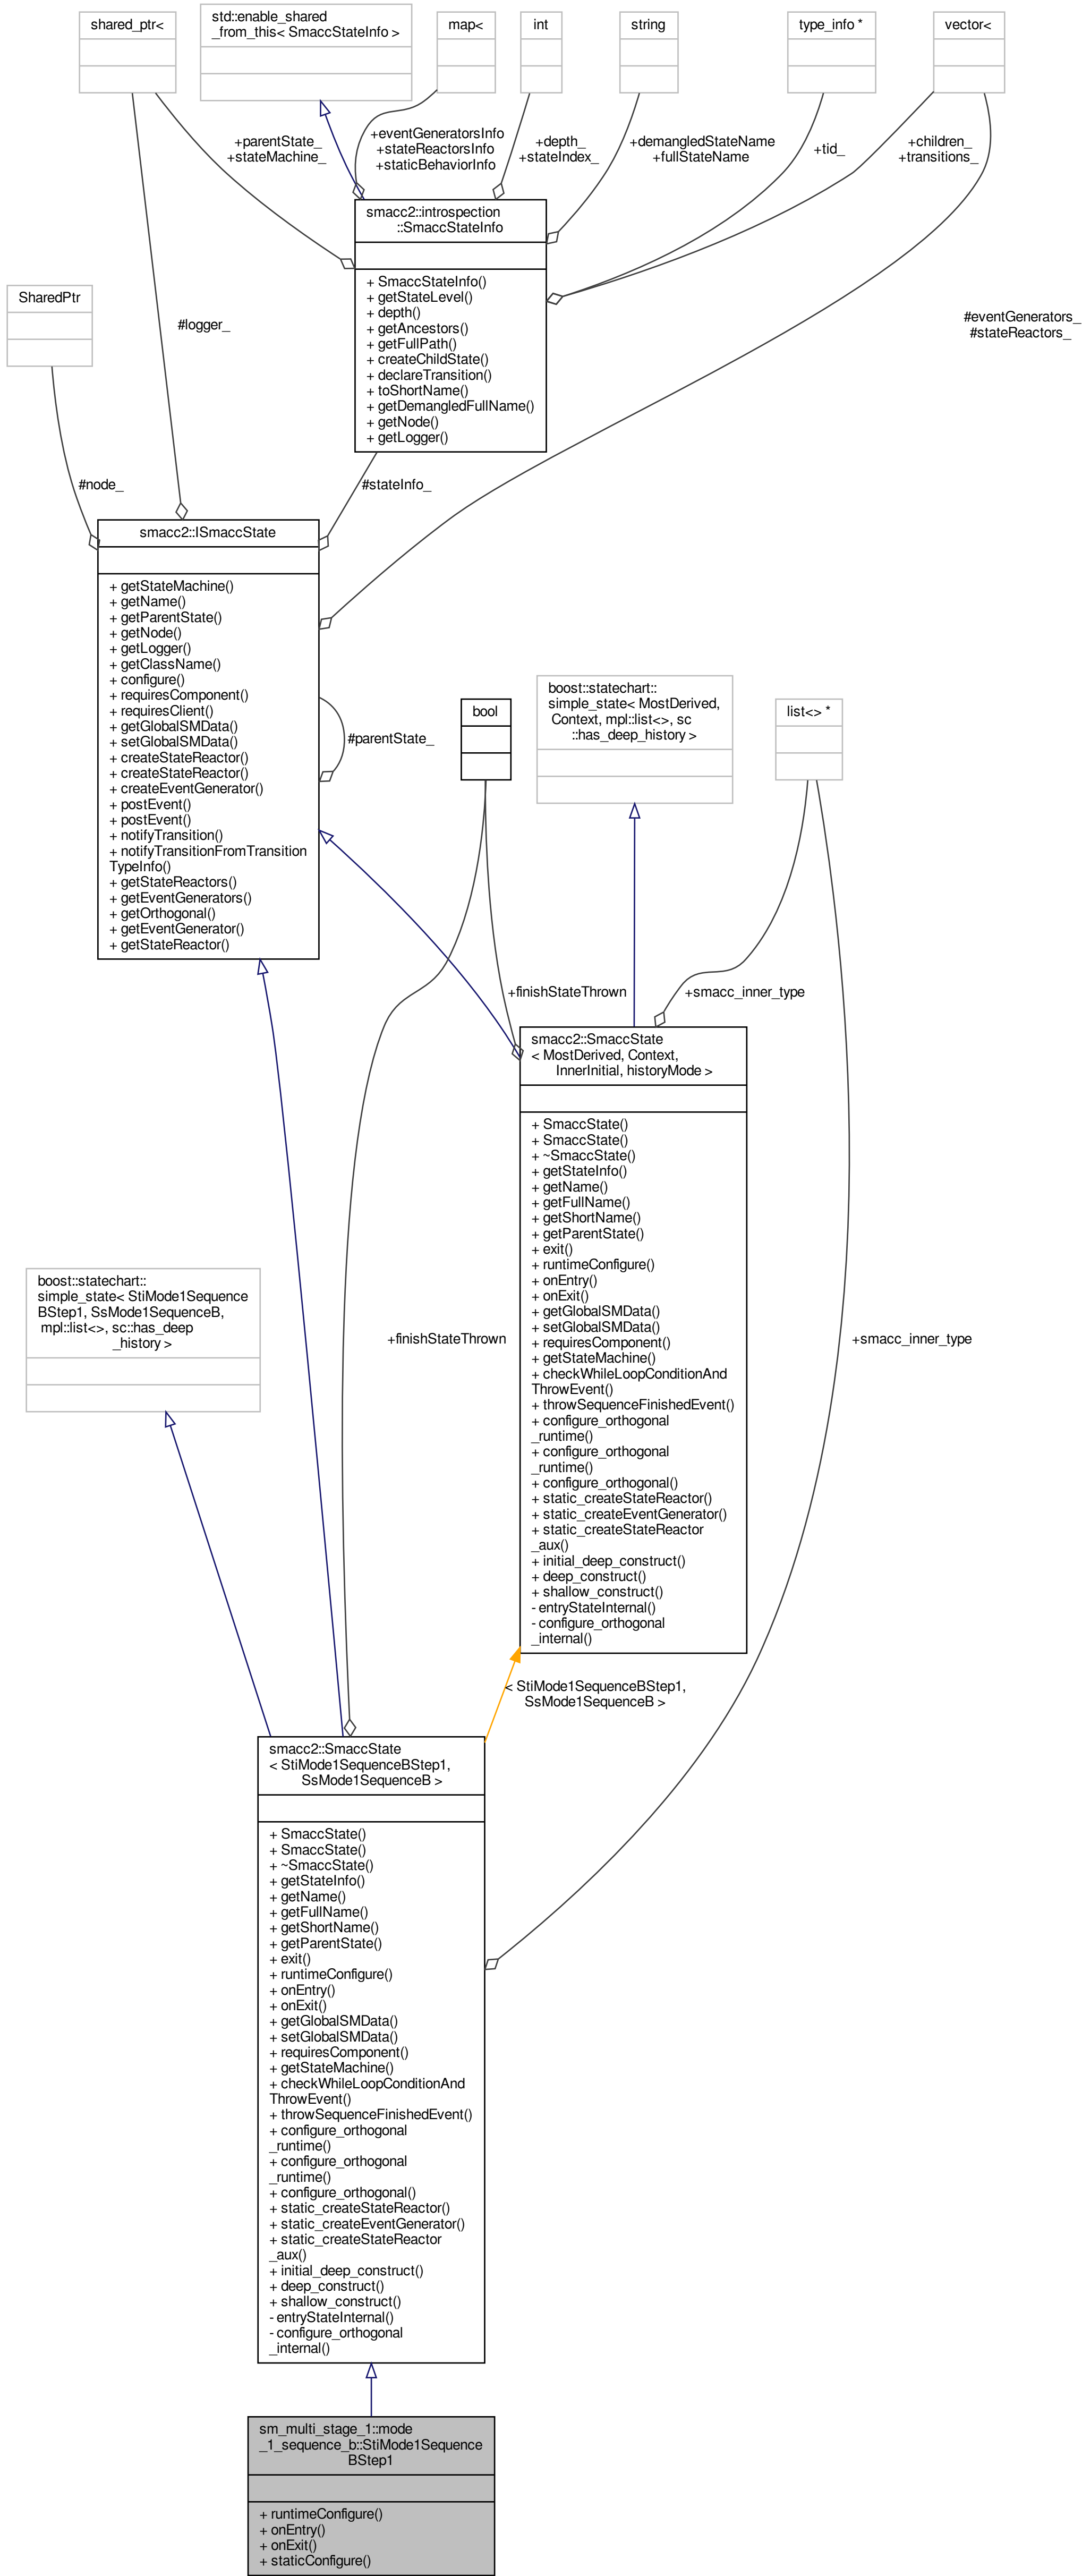 shared_ptr<
std::enable_shared
_from_this< SmaccStateInfo >
map<
int
string
type_info *
vector<
+parentState_
+stateMachine_
+eventGeneratorsInfo
+stateReactorsInfo
+staticBehaviorInfo
+depth_
+stateIndex_
+demangledStateName
+fullStateName
+tid_
+children_
+transitions_
smacc2::introspection
::SmaccStateInfo
+ SmaccStateInfo()
+ getStateLevel()
+ depth()
+ getAncestors()
+ getFullPath()
+ createChildState()
+ declareTransition()
+ toShortName()
+ getDemangledFullName()
+ getNode()
+ getLogger()
SharedPtr
#logger_
#eventGenerators_
#stateReactors_
#node_
#stateInfo_
smacc2::ISmaccState
+ getStateMachine()
+ getName()
+ getParentState()
+ getNode()
+ getLogger()
+ getClassName()
+ configure()
+ requiresComponent()
+ requiresClient()
+ getGlobalSMData()
+ setGlobalSMData()
+ createStateReactor()
+ createStateReactor()
+ createEventGenerator()
+ postEvent()
+ postEvent()
+ notifyTransition()
+ notifyTransitionFromTransition
TypeInfo()
+ getStateReactors()
+ getEventGenerators()
+ getOrthogonal()
+ getEventGenerator()
+ getStateReactor()
#parentState_
bool
boost::statechart::
simple_state< MostDerived,
Context, mpl::list<>, sc
::has_deep_history >
list<> *
+finishStateThrown
+smacc_inner_type
smacc2::SmaccState
< MostDerived, Context,
InnerInitial, historyMode >
+ SmaccState()
+ SmaccState()
+ ~SmaccState()
+ getStateInfo()
+ getName()
+ getFullName()
+ getShortName()
+ getParentState()
+ exit()
+ runtimeConfigure()
+ onEntry()
+ onExit()
+ getGlobalSMData()
+ setGlobalSMData()
+ requiresComponent()
+ getStateMachine()
+ checkWhileLoopConditionAnd
ThrowEvent()
+ throwSequenceFinishedEvent()
+ configure_orthogonal
_runtime()
+ configure_orthogonal
_runtime()
+ configure_orthogonal()
+ static_createStateReactor()
+ static_createEventGenerator()
+ static_createStateReactor
_aux()
+ initial_deep_construct()
+ deep_construct()
+ shallow_construct()
- entryStateInternal()
- configure_orthogonal
_internal()
boost::statechart::
simple_state< StiMode1Sequence
BStep1, SsMode1SequenceB,
mpl::list<>, sc::has_deep
_history >
+finishStateThrown
+smacc_inner_type
< StiMode1SequenceBStep1,
SsMode1SequenceB >
smacc2::SmaccState
< StiMode1SequenceBStep1,
SsMode1SequenceB >
+ SmaccState()
+ SmaccState()
+ ~SmaccState()
+ getStateInfo()
+ getName()
+ getFullName()
+ getShortName()
+ getParentState()
+ exit()
+ runtimeConfigure()
+ onEntry()
+ onExit()
+ getGlobalSMData()
+ setGlobalSMData()
+ requiresComponent()
+ getStateMachine()
+ checkWhileLoopConditionAnd
ThrowEvent()
+ throwSequenceFinishedEvent()
+ configure_orthogonal
_runtime()
+ configure_orthogonal
_runtime()
+ configure_orthogonal()
+ static_createStateReactor()
+ static_createEventGenerator()
+ static_createStateReactor
_aux()
+ initial_deep_construct()
+ deep_construct()
+ shallow_construct()
- entryStateInternal()
- configure_orthogonal
_internal()
sm_multi_stage_1::mode
_1_sequence_b::StiMode1Sequence
BStep1
+ runtimeConfigure()
+ onEntry()
+ onExit()
+ staticConfigure()